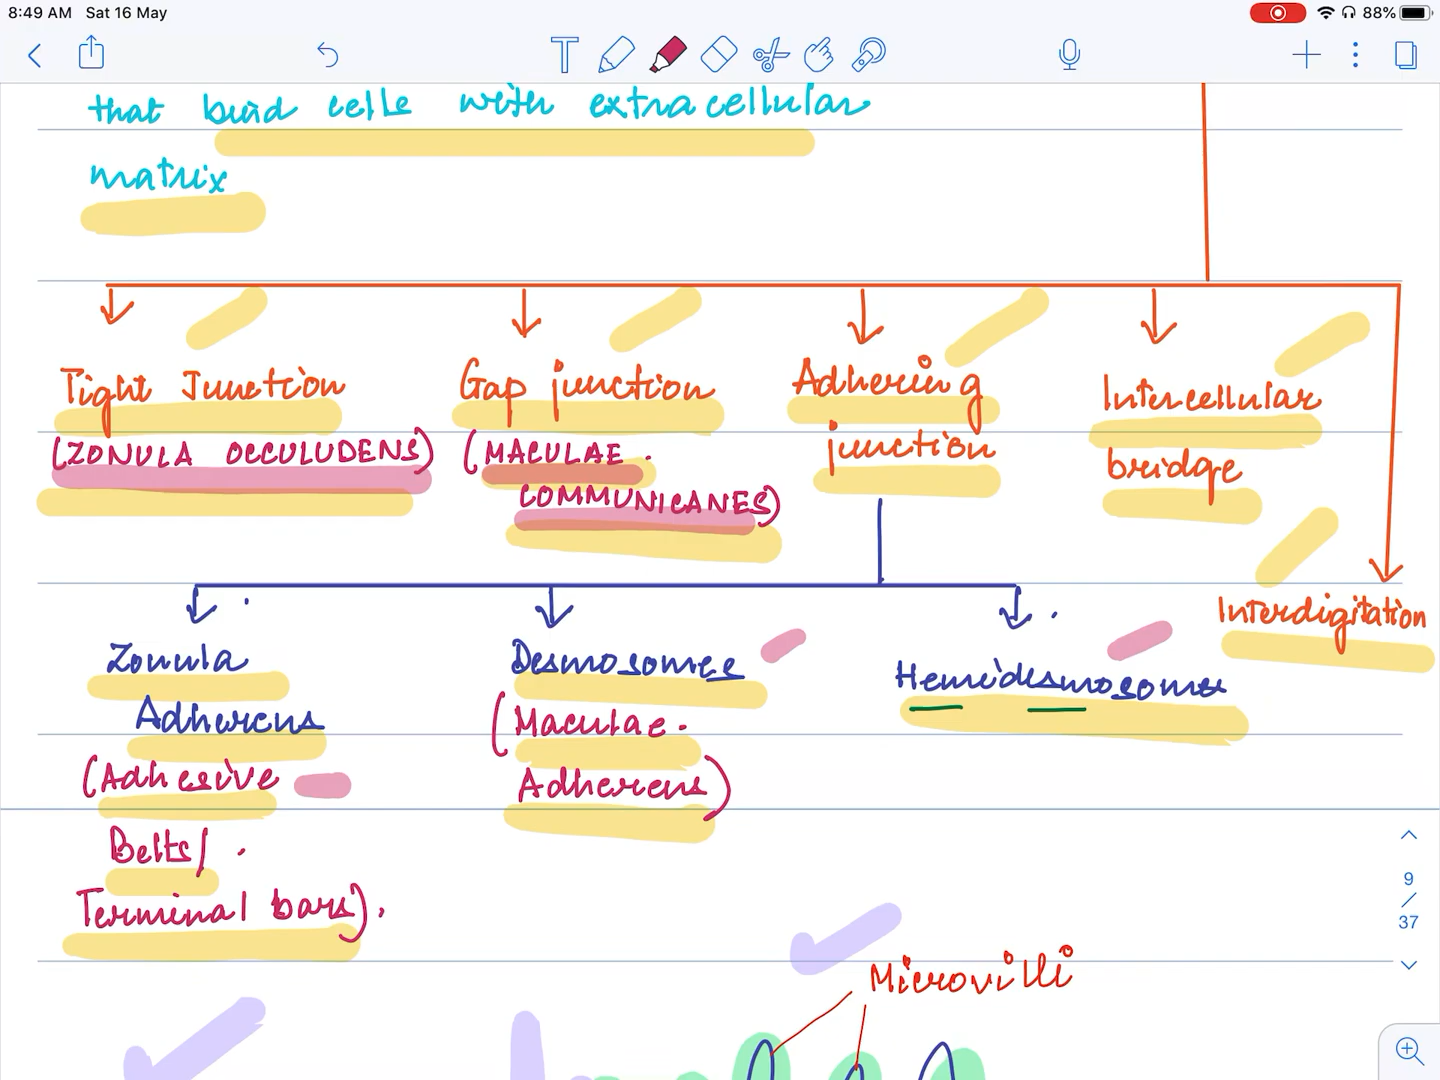 8:49 AM Sat 16 May
88%
that bind cells with extracellular
matrix
Tight Junction
(ZONULA OCCULUDENS)
Gap junction
(MACULAE
COMMUNICANES)
Adhering
junction
Intercellular
bridge
Interdigitation
Zonula
Adherens
(Adhesive
Belts/
Terminal bars).
Desmosomes
(Maculae
Adherens)
Hemidesmosomes
9
/
37
Microvilli